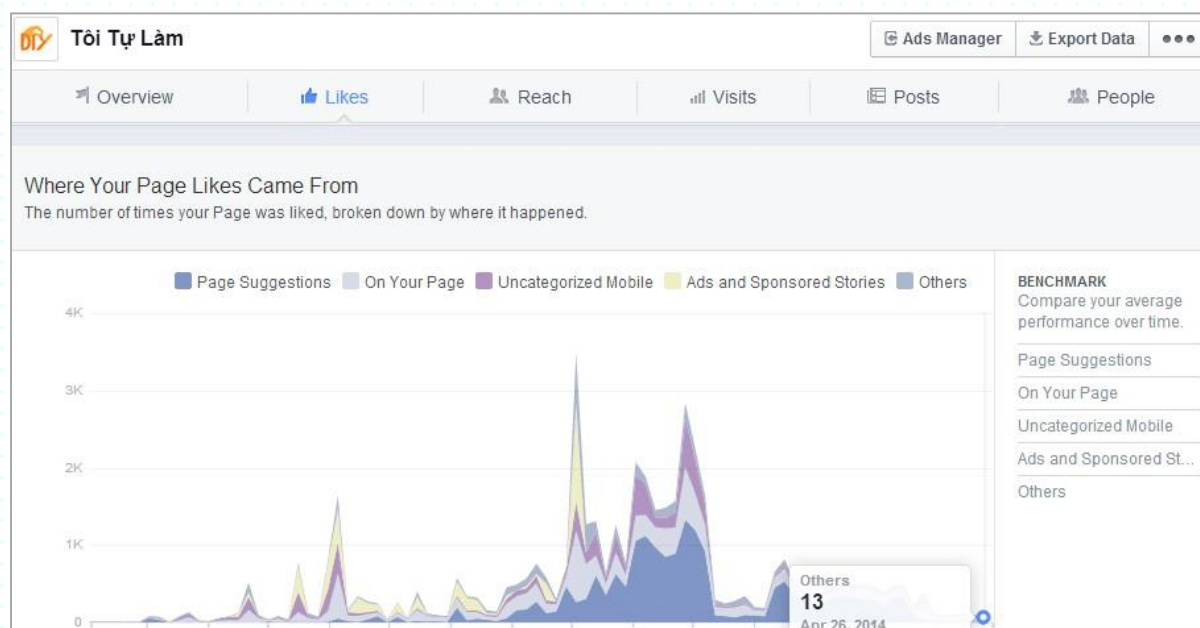 DIY
Tôi Tự Làm
Ads Manager
Export Data
Overview
Likes
Reach
Visits
Posts
People
Where Your Page Likes Came From
The number of times your Page was liked, broken down by where it happened.
Page Suggestions
On Your Page
Uncategorized Mobile
Ads and Sponsored Stories
Others
4K
3K
2K
1K
0
Others
13
Apr 26, 2014
BENCHMARK
Compare your average
performance over time.
Page Suggestions
On Your Page
Uncategorized Mobile
Ads and Sponsored St...
Others